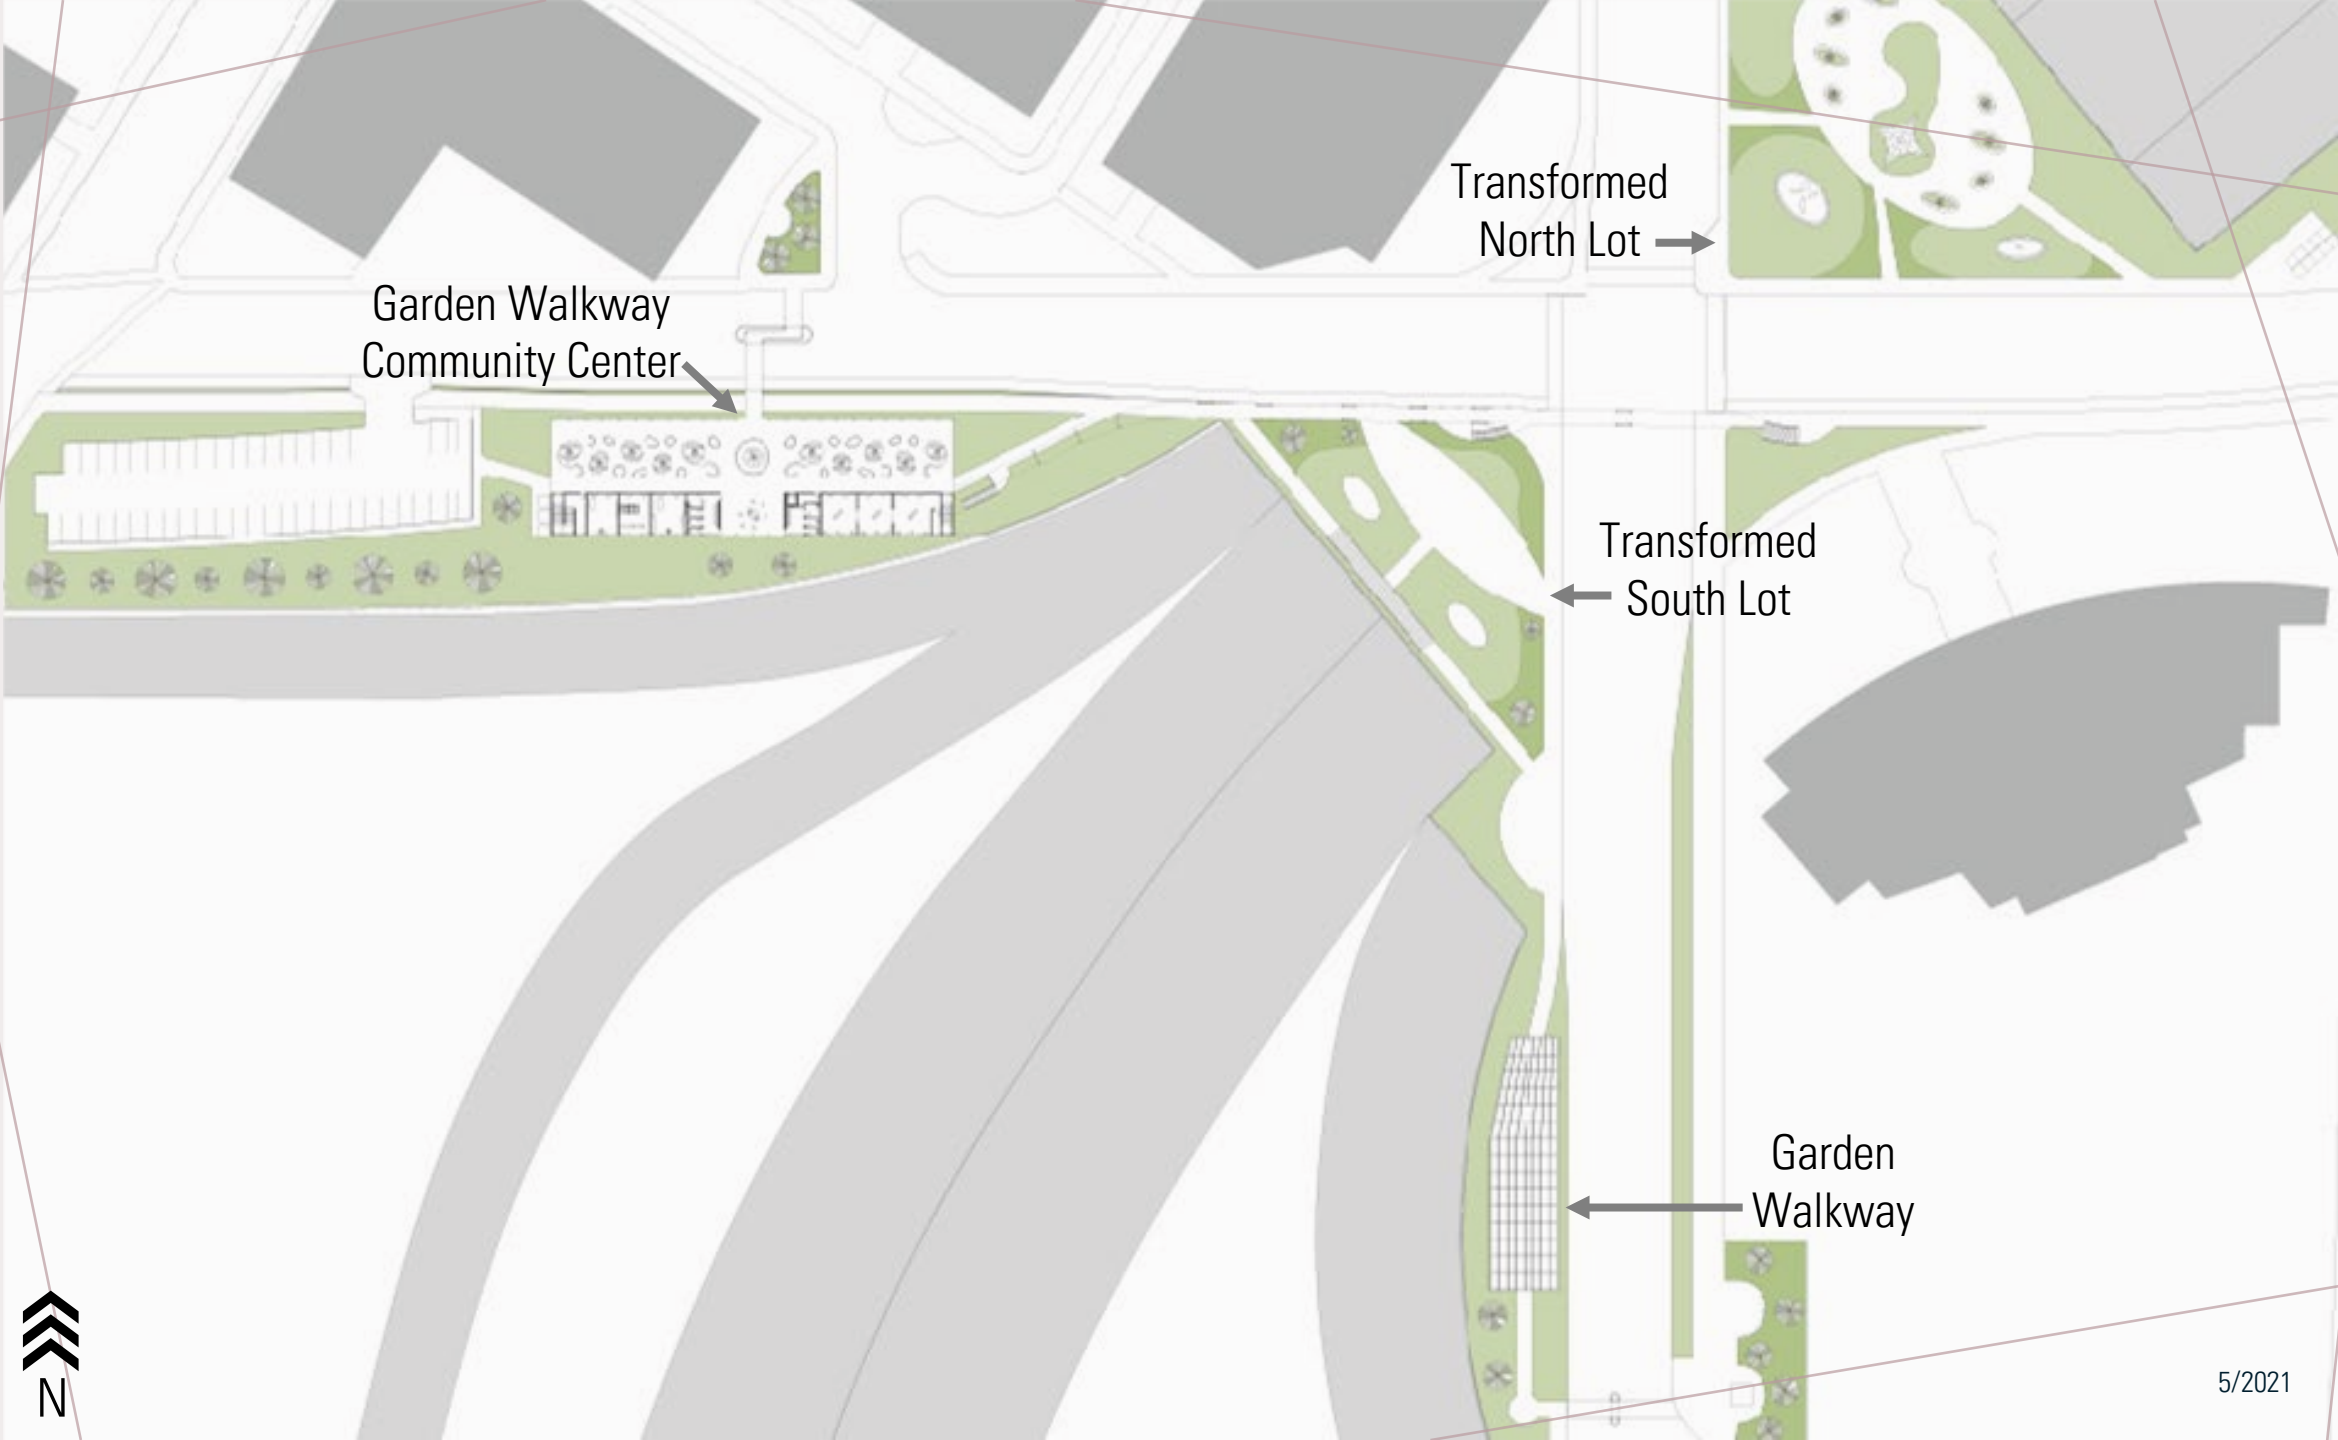 Transformed
North Lot
Garden Walkway
Community Center
Transformed
South Lot
Garden
Walkway
N
5/2021